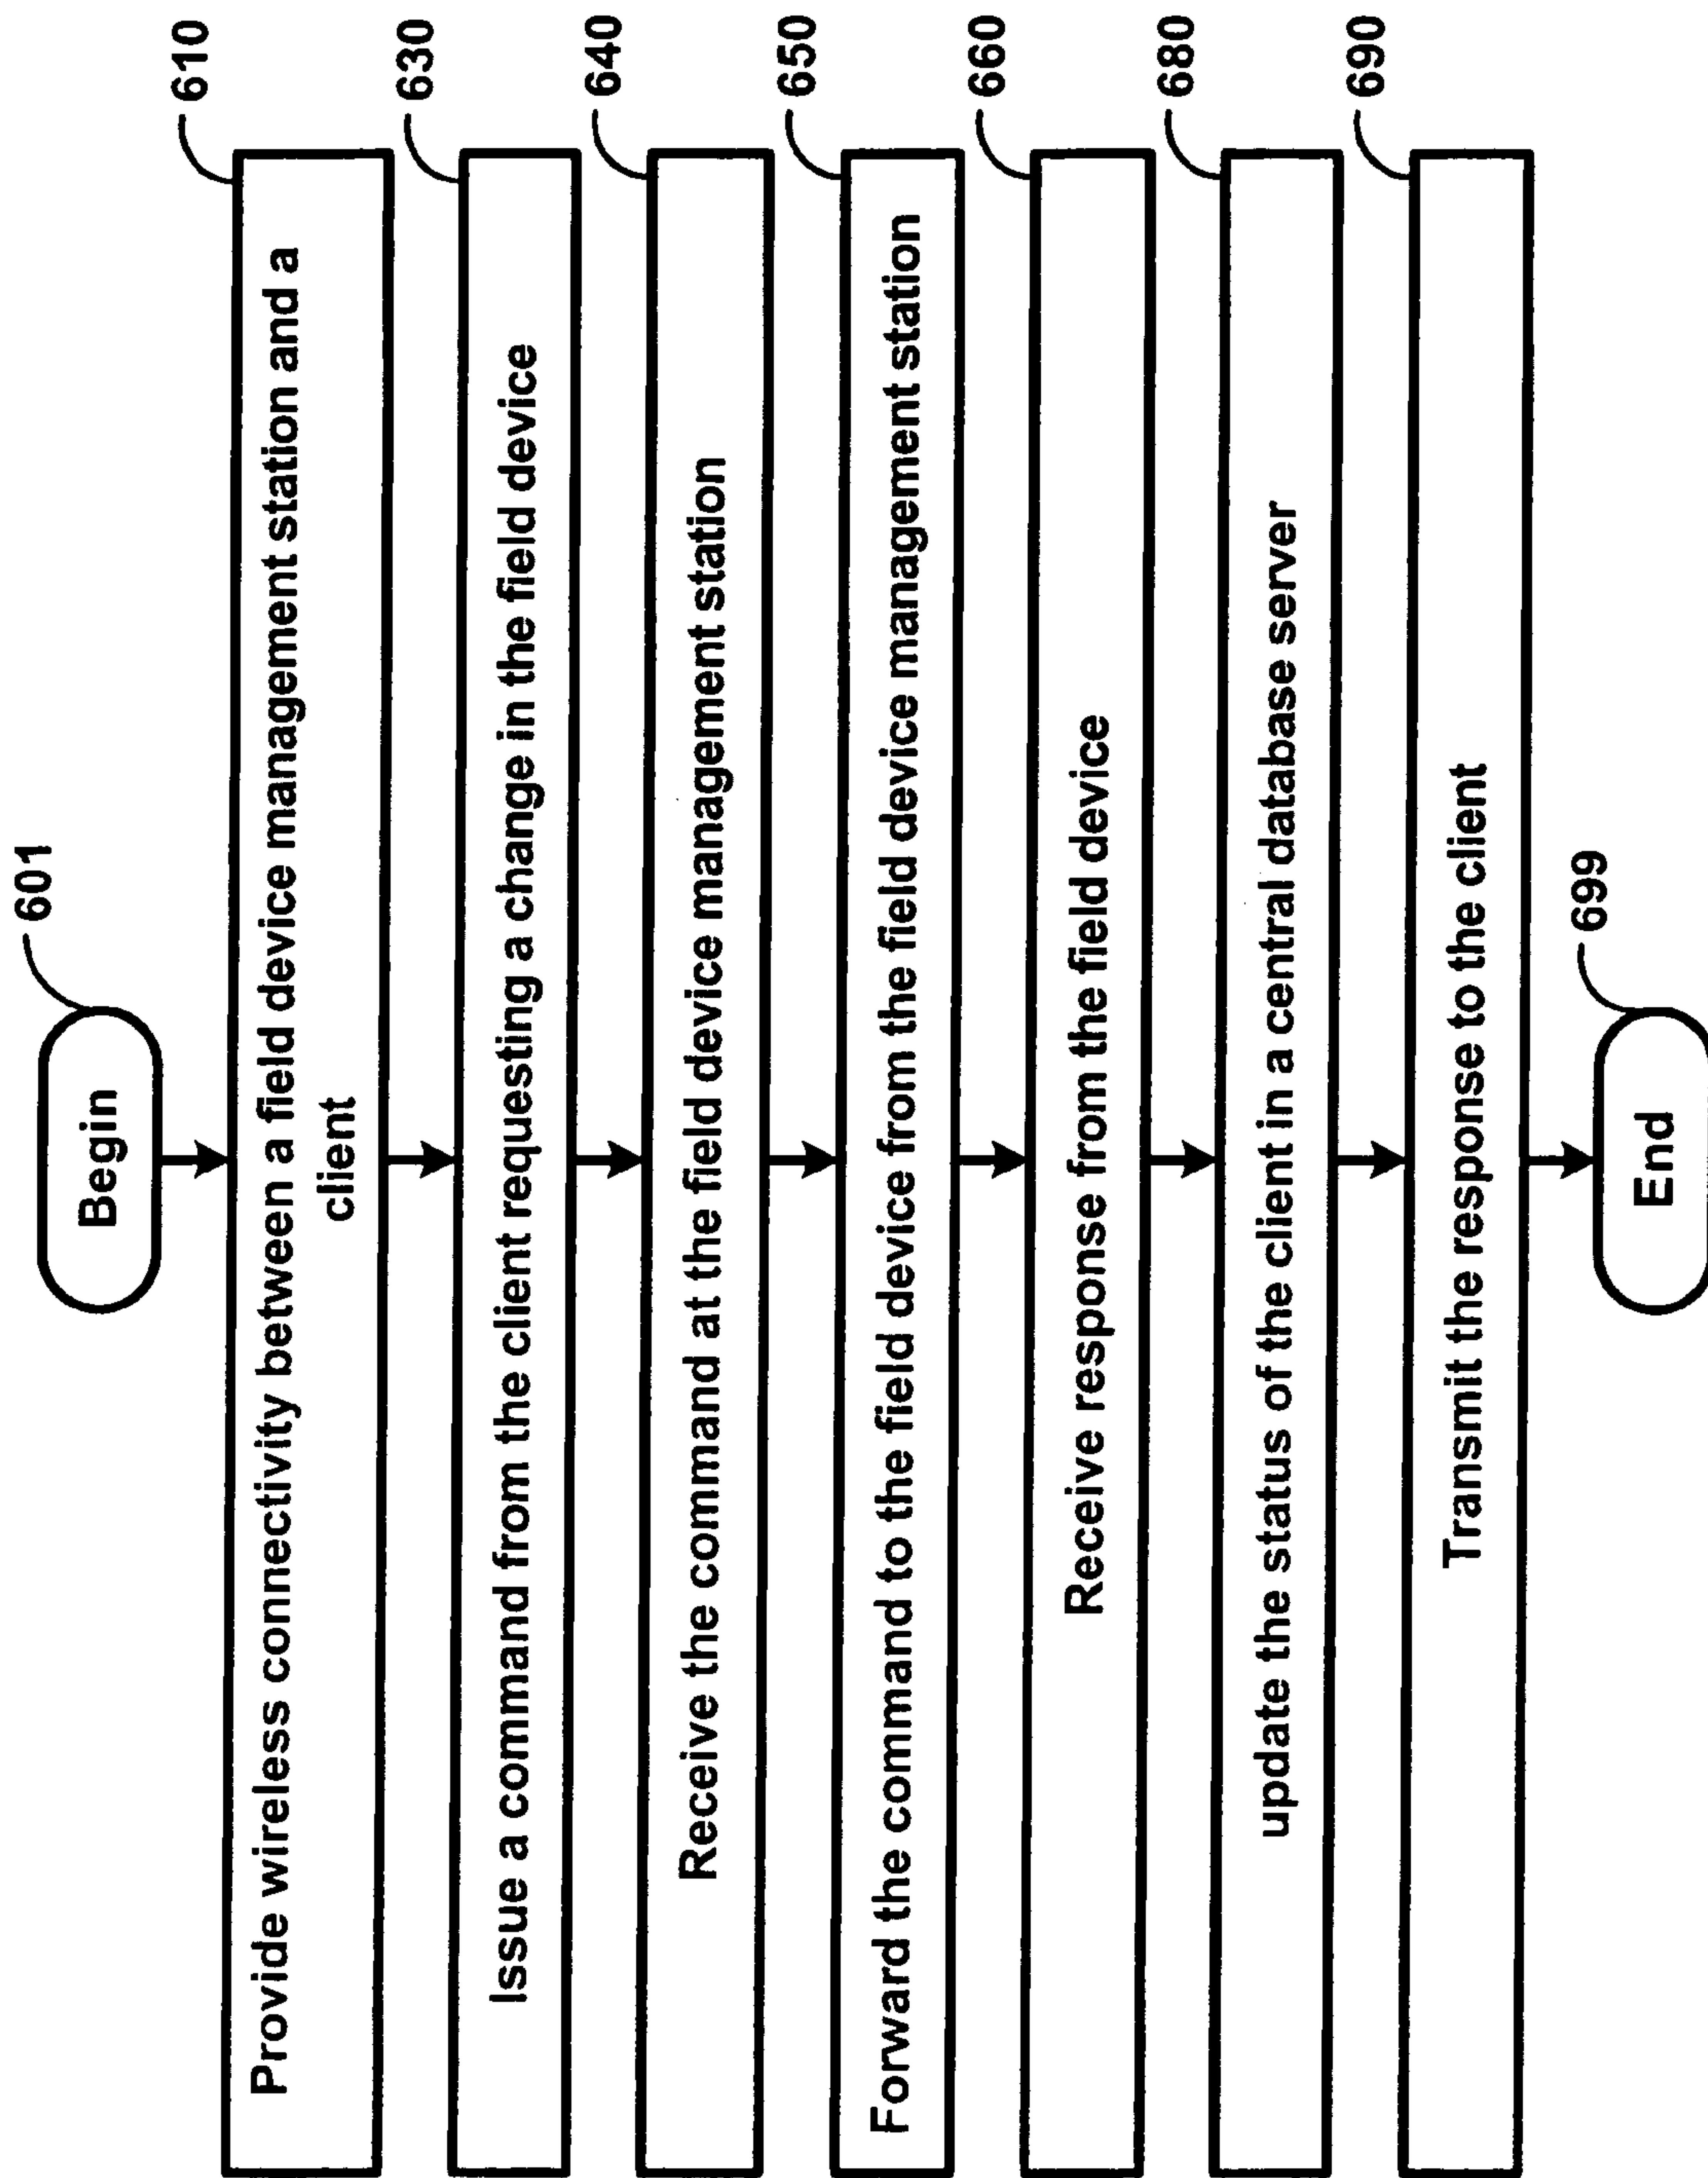 601
Begin
610
Provide wireless connectivity between a field device management station and a
client
630
Issue a command from the client requesting a change in the field device
640
Receive the command at the field device management station
650
Forward the command to the field device from the field device management station
660
Receive response from the field device
680
update the status of the client in a central database server
690
Transmit the response to the client
699
End